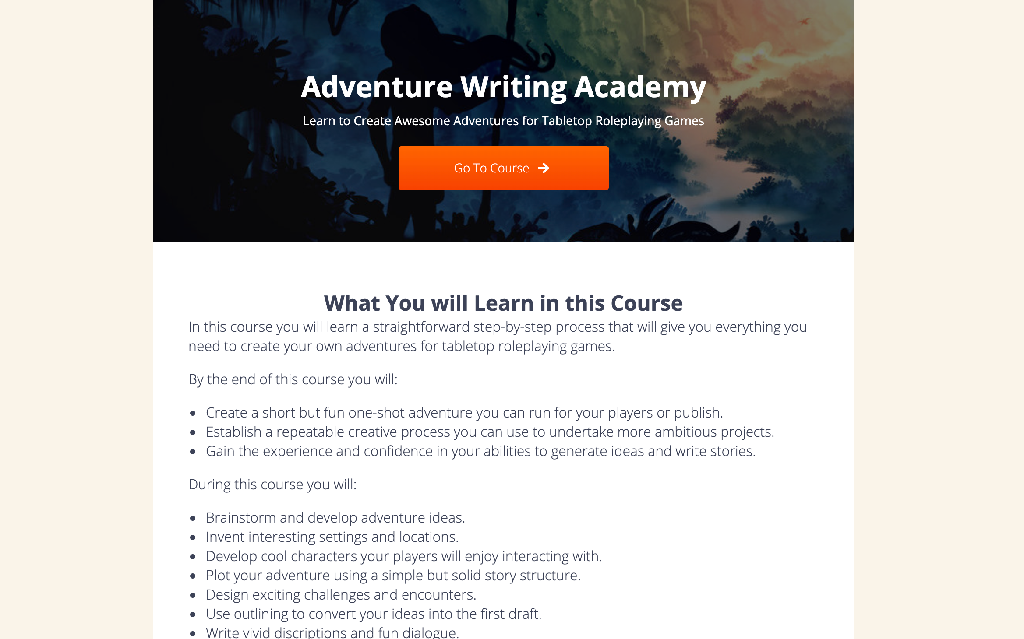 Adventure Writing Academy
Learn to Create Awesome Adventures for Tabletop Roleplaying Games
Go To Course
What You will Learn in this Course
In this course you will learn a straightforward step-by-step process that will give you everything you
need to create your own adventures for tabletop roleplaying games.
By the end of this course you will:
• Create a short but fun one-shot adventure you can run for your players or publish.
• Establish a repeatable creative process you can use to undertake more ambitious projects.
• Gain the experience and confidence in your abilities to generate ideas and write stories.
During this course you will:
• Brainstorm and develop adventure ideas.
• Invent interesting settings and locations.
• Develop cool characters your players will enjoy interacting with.
• Plot your adventure using a simple but solid story structure.
• Design exciting challenges and encounters.
• Use outlining to convert your ideas into the first draft.
• Write vivid discriptions and fun dialogue.